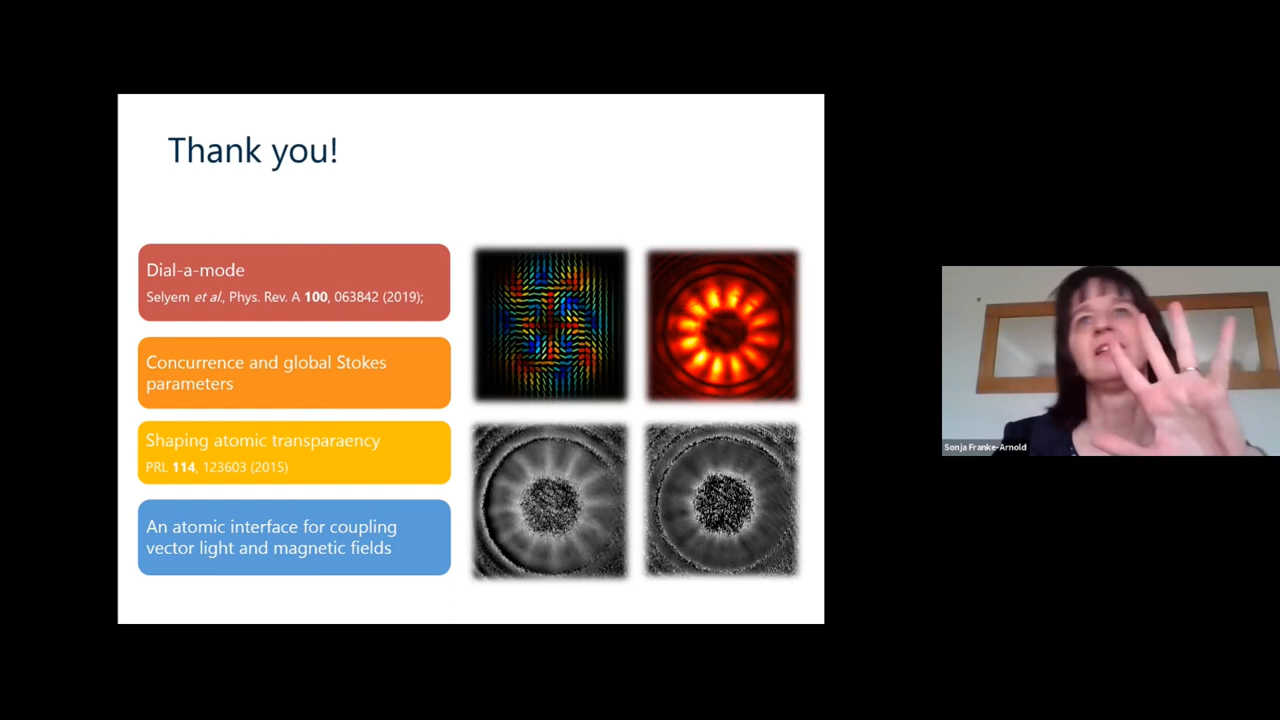 Thank you!
Dial-a-mode
Selyem et al., Phys. Rev. A 100, 063842 (2019);
Concurrence and global Stokes
parameters
Shaping atomic transparaency
PRL 114, 123603 (2015)
An atomic interface for coupling
vector light and magnetic fields
Sonja Franke-Arnold